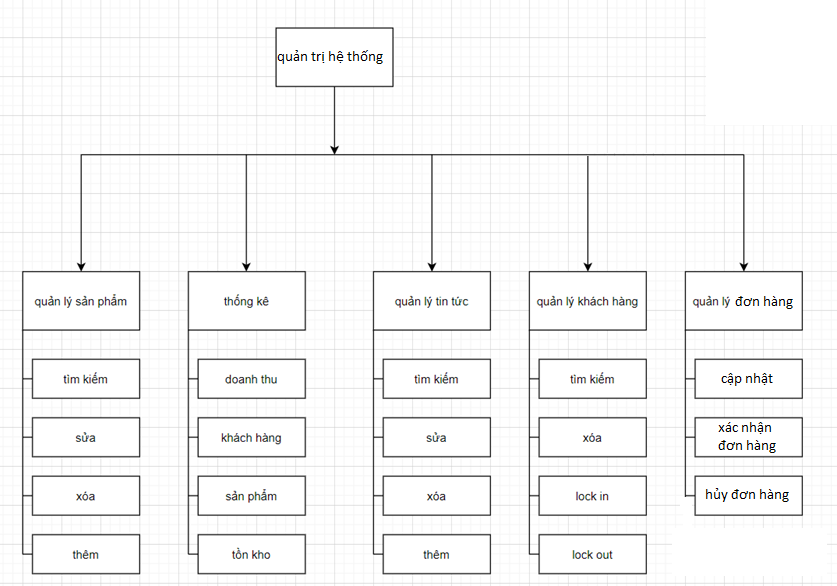 quản trị hệ thống
quản lý sản phẩm
thống kê
quản lý tin tức
quản lý khách hàng
quản lý đơn hàng
tìm kiếm
doanh thu
tìm kiếm
tìm kiếm
cập nhật
sửa
khách hàng
sửa
xóa
xác nhận
đơn hàng
xóa
sản phẩm
xóa
lock in
hủy đơn hàng
thêm
tồn kho
thêm
lock out